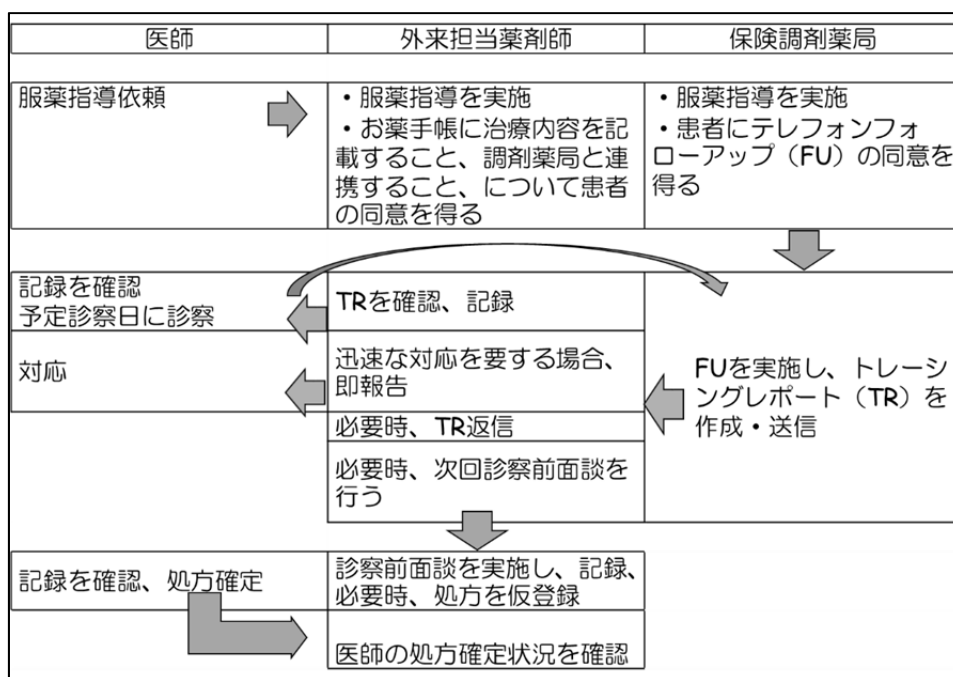 医師
外来担当薬剤師
保険調剤薬局
服薬指導依頼
・服薬指導を実施
・お薬手帳に治療内容を記
載すること、調剤薬局と連
携すること、について患者
の同意を得る
・服薬指導を実施
・患者にテレフォンフォ
ローアップ（FU）の同意を
得る
記録を確認
予定診察日に診察
TRを確認、記録
対応
迅速な対応を要する場合、
即報告
必要時、TR返信
必要時、次回診察前面談を
行う
FUを実施し、トレーシ
ングレポート（TR）を
作成・送信
記録を確認、処方確定
診察前面談を実施し、記録、
必要時、処方を仮登録
医師の処方確定状況を確認